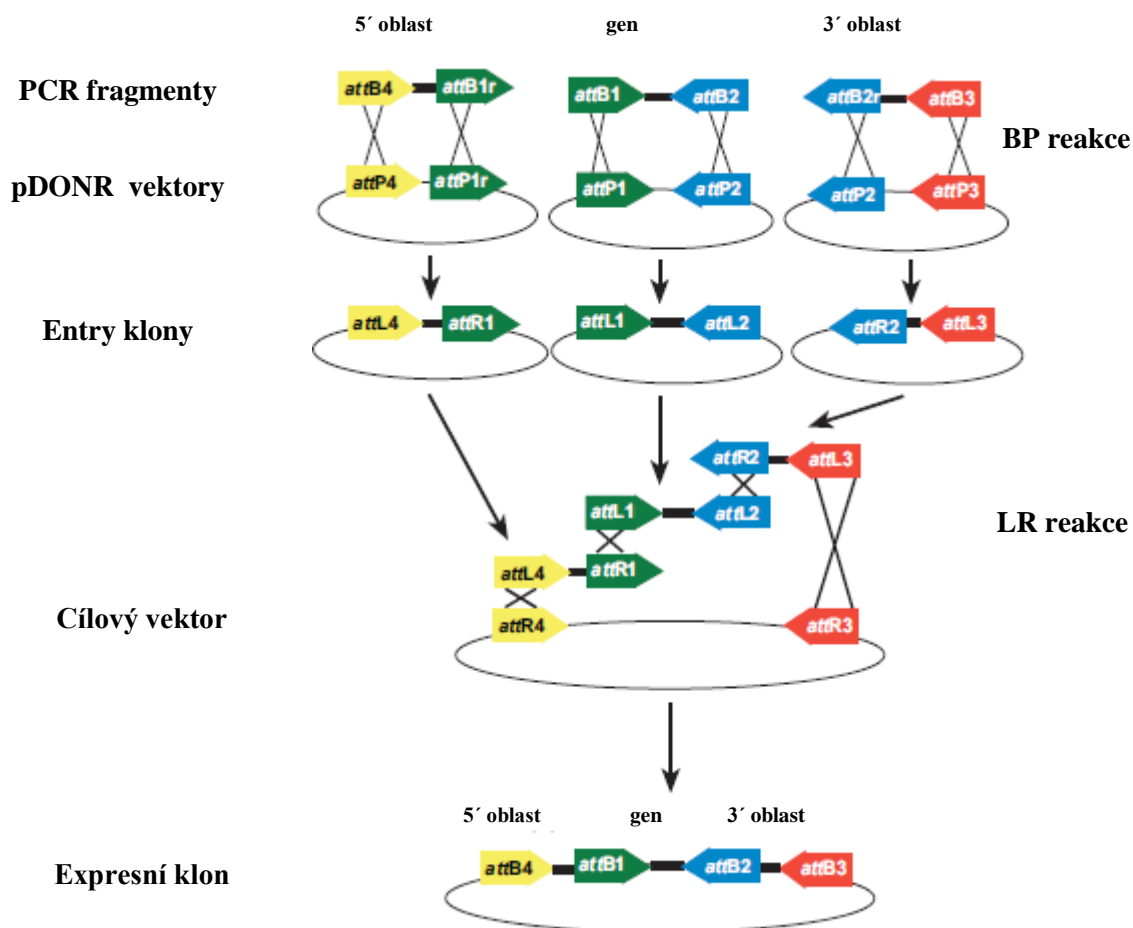 5´ oblast gen 3´ oblast
PCR fragmenty attB4 attB1r attB1 attB2 attB2r attB3
BP reakce
pDONR vektory attP4 attP1r attP1 attP2 attP2 attP3
Entry klony attL4 attR1 attL1 attL2 attR2 attL3
attR2 attL3
attL1 attL2
LR reakce
attL4 attR1
Cílový vektor attR4 attR3
5´ oblast gen 3´ oblast
Expresní klon attB4 attB1 attB2 attB3